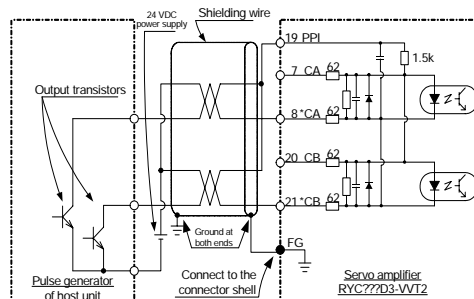 24 VDC
power supply
Shielding wire
19 PPI
1.5k
7 CA 62
Output transistors
8 *CA 62
20 CB 62
21 *CB 62
Ground at
both ends
FG
Pulse generator
of host unit
Connect to the
connector shell
Servo amplifier
RYC???D3-VVT2